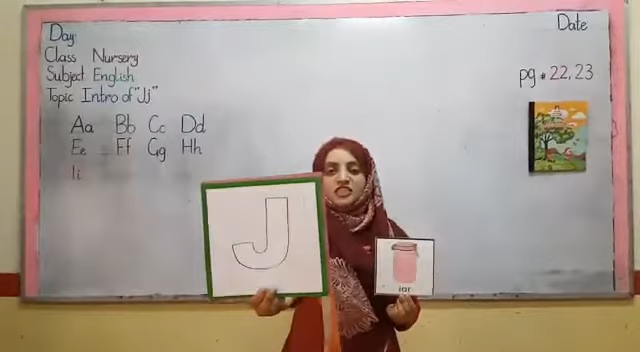 Day:
Class Nursery
Subject English
Topic Intro of "Jj"
Aa Bb Cc Dd
Ee Ff Gg Hh
Ii
Date
pg # 22, 23
J
jar